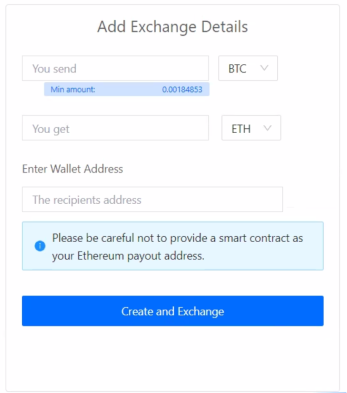 Add Exchange Details
You send
BTC
Min amount: 0.00184853
You get
ETH
Enter Wallet Address
The recipients address
Please be careful not to provide a smart contract as
your Ethereum payout address.
Create and Exchange